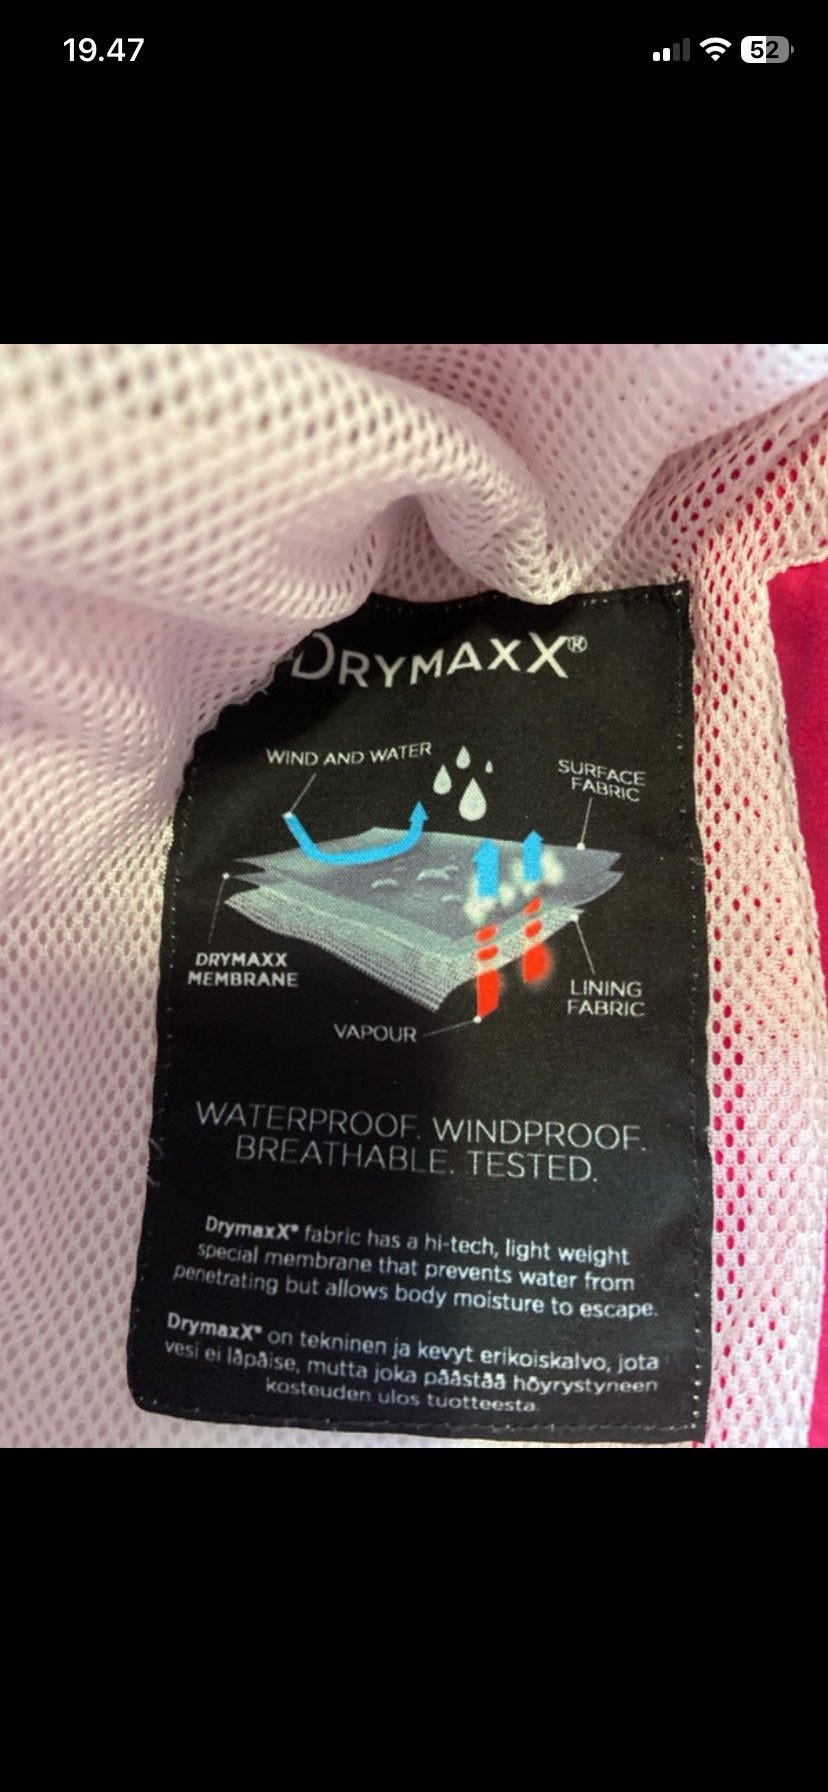 19.47
52
DRYMAXX®
WIND AND WATER
SURFACE
FABRIC
DRYMAXX
MEMBRANE
LINING
FABRIC
VAPOUR
WATERPROOF. WINDPROOF.
BREATHABLE. TESTED.
DrymaxX® fabric has a hi-tech, light weight
special membrane that prevents water from
penetrating but allows body moisture to escape.
DrymaxX® on tekninen ja kevyt erikoiskalvo, jota
vesi ei läpäise, mutta joka päästää höyrystyneen
kosteuden ulos tuotteesta.